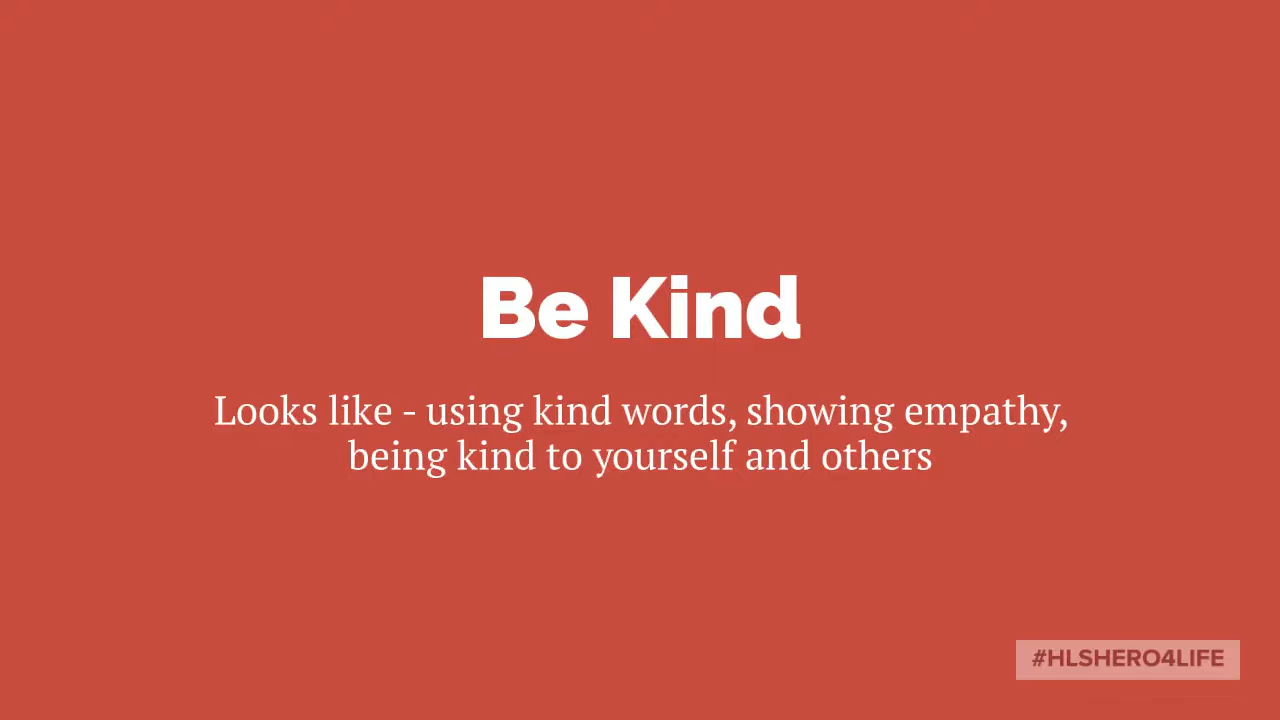 Be Kind
Looks like - using kind words, showing empathy,
being kind to yourself and others
#HLSHERO4LIFE